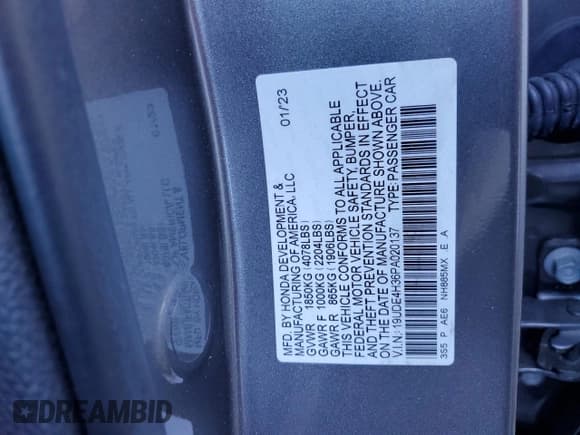 MFD. BY HONDA DEVELOPMENT &
MANUFACTURING OF AMERICA, LLC 01/'23
GVWR 1850KG (4078LBS)
GAWR F 1000KG (2204LBS)
GAWR R 865KG (1906LBS)
THIS VEHICLE CONFORMS TO ALL APPLICABLE
FEDERAL MOTOR VEHICLE SAFETY, BUMPER,
AND THEFT PREVENTION STANDARDS IN EFFECT
ON THE DATE OF MANUFACTURE SHOWN ABOVE.
V.I.N.: 19UDE4H36PA020137 TYPE:PASSENGER CAR
3S5 P AE6 NH885MX E A
DREAMBID